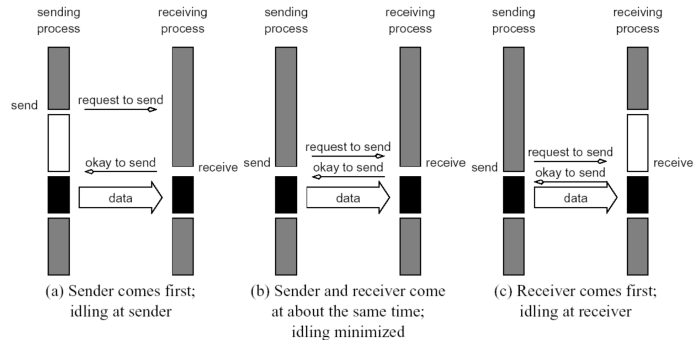 sending process
receiving process
send
request to send
okay to send
receive
data
(a) Sender comes first;
idling at sender
sending process
receiving process
request to send
send
okay to send
receive
data
(b) Sender and receiver come
at about the same time;
idling minimized
sending process
receiving process
request to send
send
okay to send
receive
data
(c) Receiver comes first;
idling at receiver